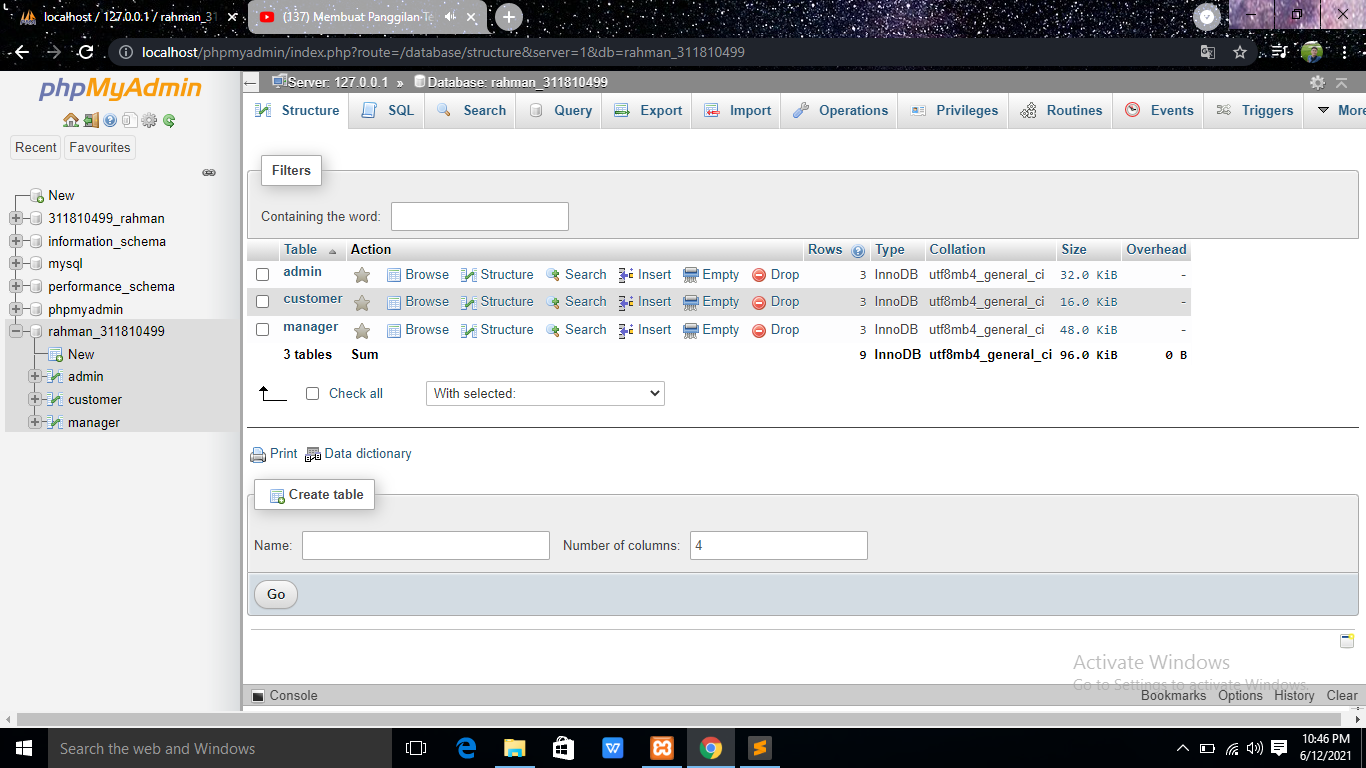 localhost / 127.0.0.1 / rahman_31
(137) Membuat Panggilan Te
localhost/phpmyadmin/index.php?route=/database/structure&server=1&db=rahman_311810499
phpMyAdmin
Recent
Favourites
New
311810499_rahman
information_schema
mysql
performance_schema
phpmyadmin
rahman_311810499
New
admin
customer
manager
Server: 127.0.0.1 » Database: rahman_311810499
Structure SQL Search Query Export Import Operations Privileges Routines Events Triggers More
Filters
Containing the word:
Table Action Rows Type Collation Size Overhead
admin Browse Structure Search Insert Empty Drop 3 InnoDB utf8mb4_general_ci 32.0 KiB -
customer Browse Structure Search Insert Empty Drop 3 InnoDB utf8mb4_general_ci 16.0 KiB -
manager Browse Structure Search Insert Empty Drop 3 InnoDB utf8mb4_general_ci 48.0 KiB -
3 tables Sum 9 InnoDB utf8mb4_general_ci 96.0 KiB 0 B
Check all With selected:
Print Data dictionary
Create table
Name: Number of columns: 4
Go
Activate Windows
Go to Settings to activate Windows.
Console Bookmarks Options History Clear
Search the web and Windows
10:46 PM
6/12/2021